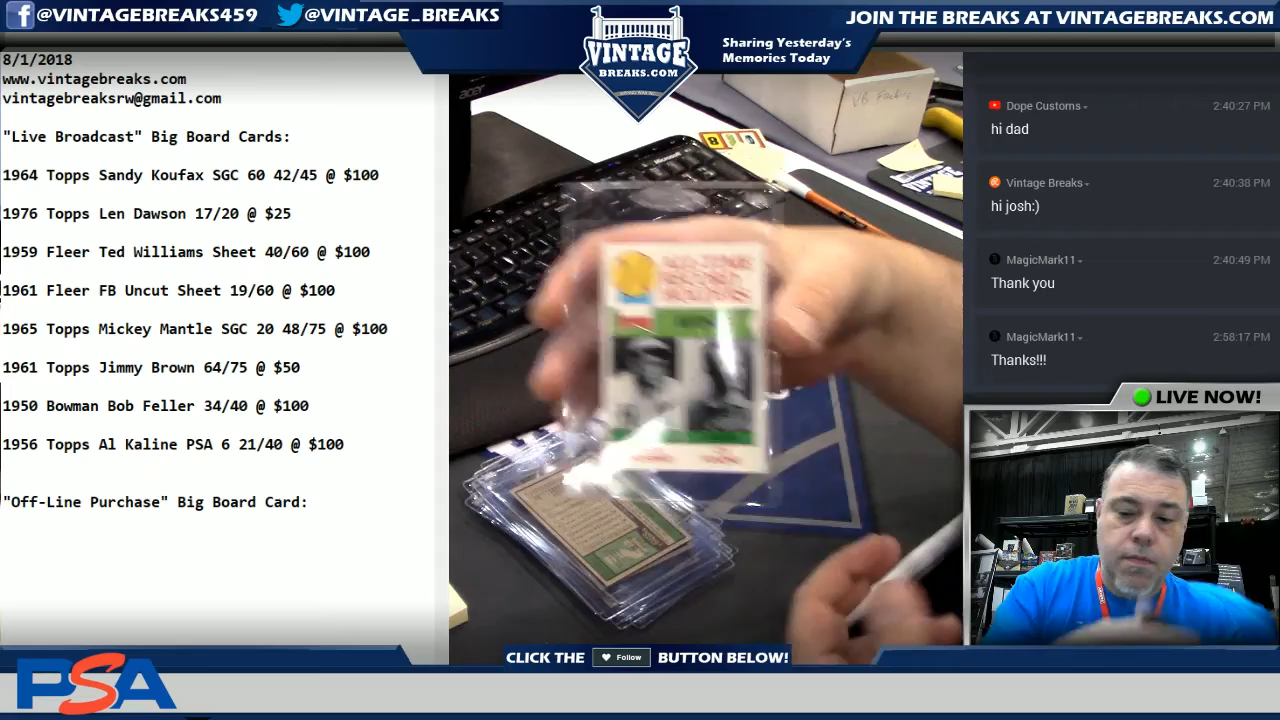 @VINTAGEBREAKS459
@VINTAGE_BREAKS
VINTAGE
BREAKS.COM
Sharing Yesterday's
Memories Today
JOIN THE BREAKS AT VINTAGEBREAKS.COM
8/1/2018
www.vintagebreaks.com
vintagebreaksrw@gmail.com
"Live Broadcast" Big Board Cards:
1964 Topps Sandy Koufax SGC 60 42/45 @ $100
1976 Topps Len Dawson 17/20 @ $25
1959 Fleer Ted Williams Sheet 40/60 @ $100
1961 Fleer FB Uncut Sheet 19/60 @ $100
1965 Topps Mickey Mantle SGC 20 48/75 @ $100
1961 Topps Jimmy Brown 64/75 @ $50
1950 Bowman Bob Feller 34/40 @ $100
1956 Topps Al Kaline PSA 6 21/40 @ $100
"Off-Line Purchase" Big Board Card:
acer
Dope Customs 2:40:27 PM
hi dad
Vintage Breaks 2:40:38 PM
hi josh:)
MagicMark11 2:40:49 PM
Thank you
MagicMark11 2:58:17 PM
Thanks!!!
LIVE NOW!
CLICK THE Follow BUTTON BELOW!
PSA